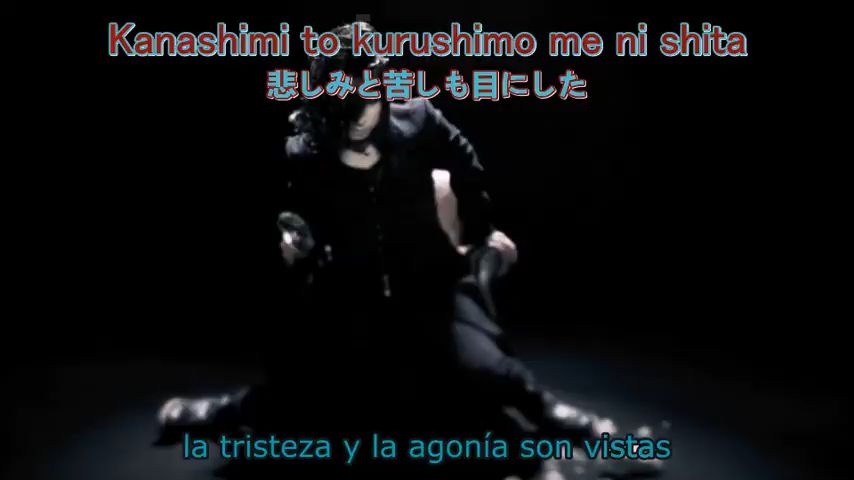 Kanashimi to kurushimo me ni shita
悲しみと苦しも目にした
la tristeza y la agonía son vistas